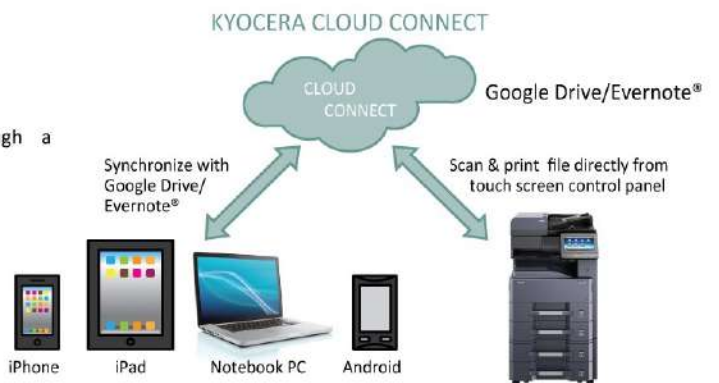 KYOCERA CLOUD CONNECT
CLOUD
CONNECT
Google Drive/Evernote®
gh a
Synchronize with
Google Drive/
Evernote®
Scan & print file directly from
touch screen control panel
iPhone
iPad
Notebook PC
Android